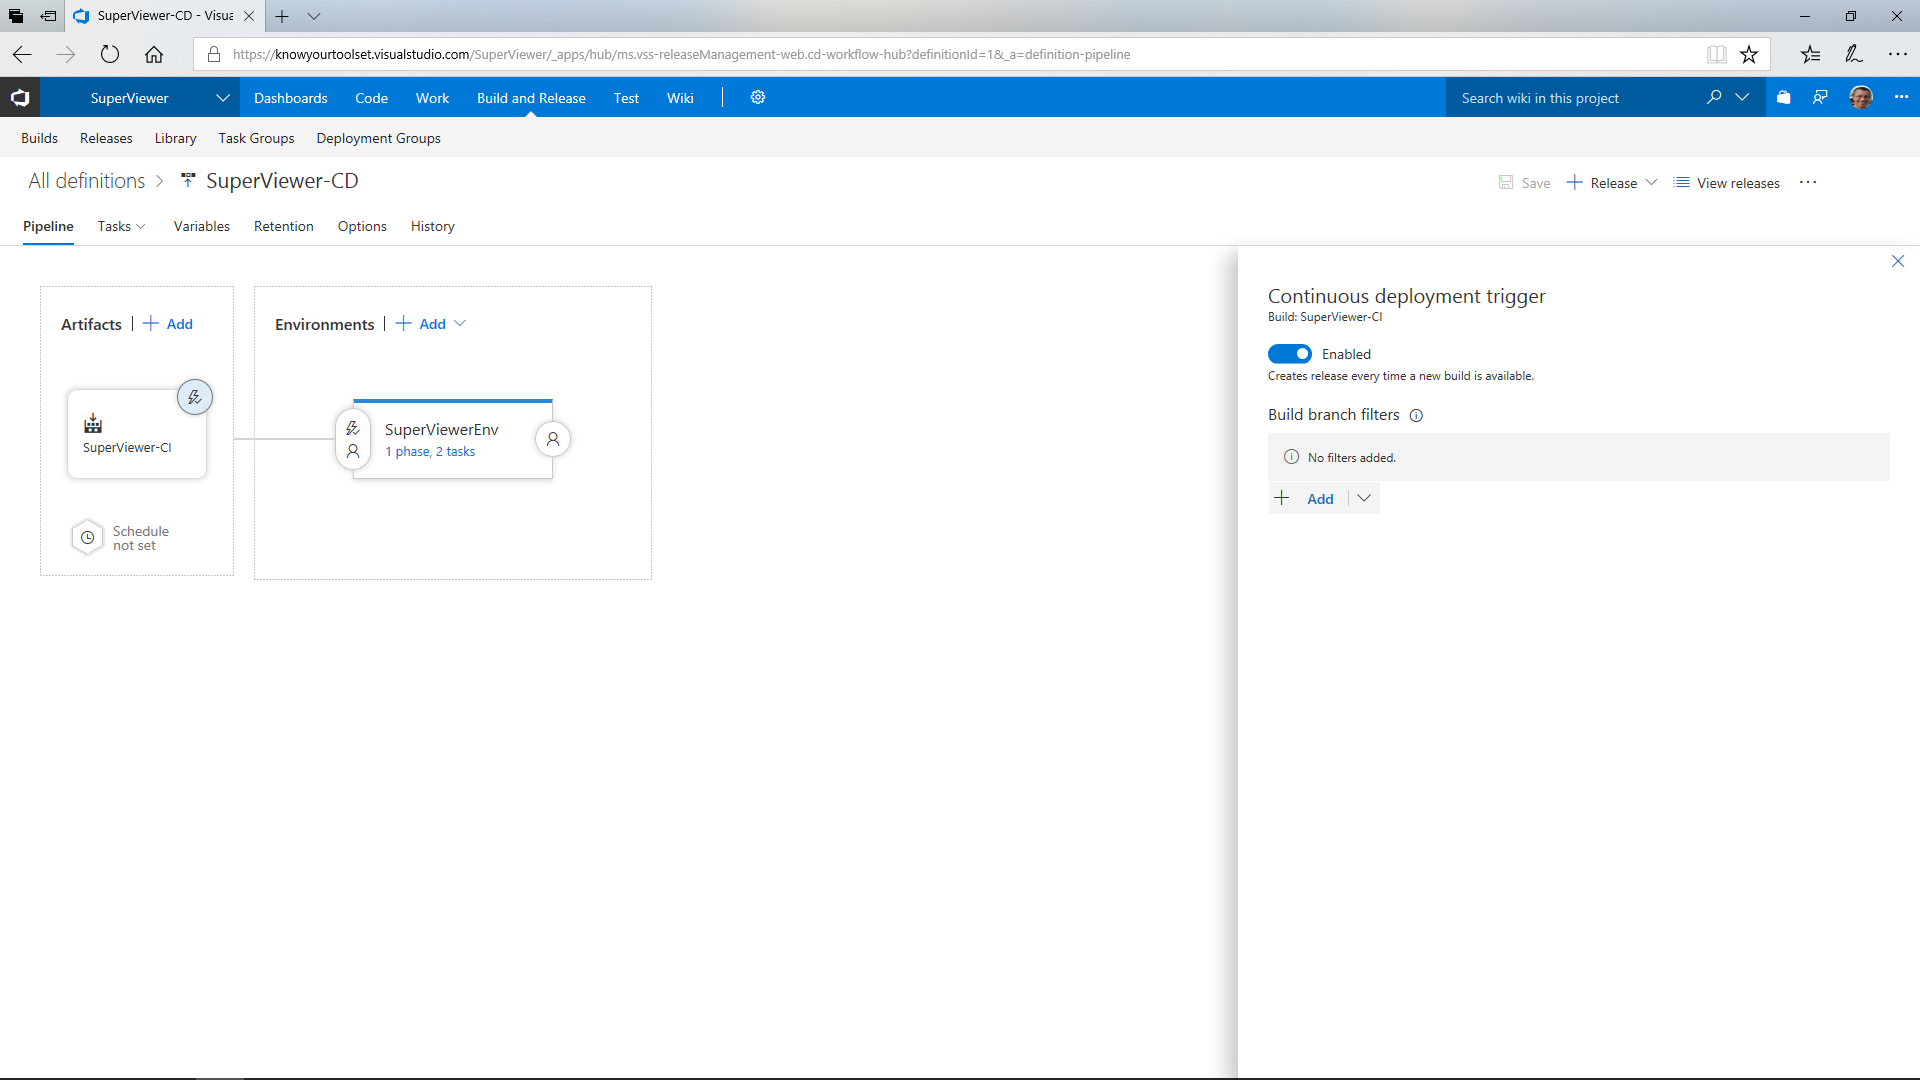 SuperViewer-CD - Visua
https://knowyourtoolset.visualstudio.com/SuperViewer/_apps/hub/ms.vss-releaseManagement-web.cd-workflow-hub?definitionId=1&_a=definition-pipeline
SuperViewer Dashboards Code Work Build and Release Test Wiki Search wiki in this project
Builds Releases Library Task Groups Deployment Groups
All definitions > SuperViewer-CD
Save + Release View releases ...
Pipeline Tasks Variables Retention Options History
Artifacts | + Add
Environments | + Add
SuperViewer-CI
SuperViewerEnv
1 phase, 2 tasks
Schedule
not set
Continuous deployment trigger
Build: SuperViewer-CI
Enabled
Creates release every time a new build is available.
Build branch filters
No filters added.
+ Add